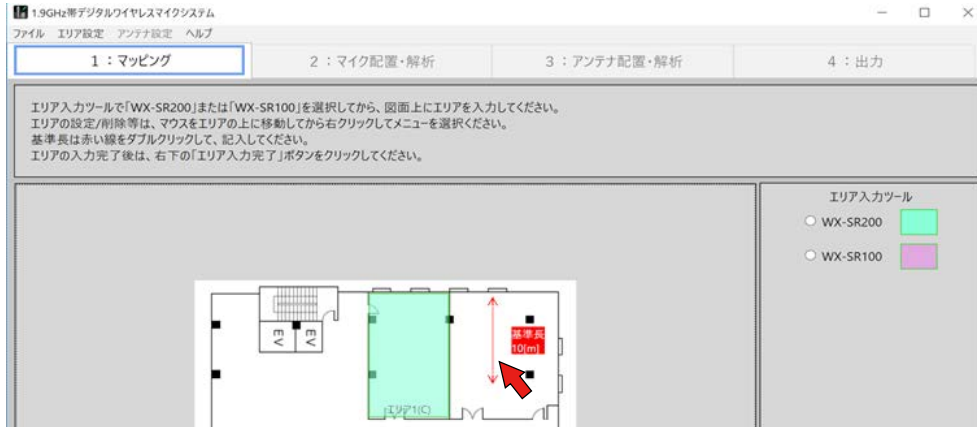 1.9GHz帯デジタルワイヤレスマイクシステム
ファイル エリア設定 アンテナ設定 ヘルプ
1：マッピング 2：マイク配置・解析 3：アンテナ配置・解析 4：出力
エリア入力ツールで「WX-SR200」または「WX-SR100」を選択してから、図面上にエリアを入力してください。
エリアの設定/削除等は、マウスをエリアの上に移動してから右クリックしてメニューを選択ください。
基準長は赤い線をダブルクリックして、記入してください。
エリアの入力完了後は、右下の「エリア入力完了」ボタンをクリックしてください。
エリア入力ツール
WX-SR200
WX-SR100
EV EV
基準長
10[m]
エリア1(C)